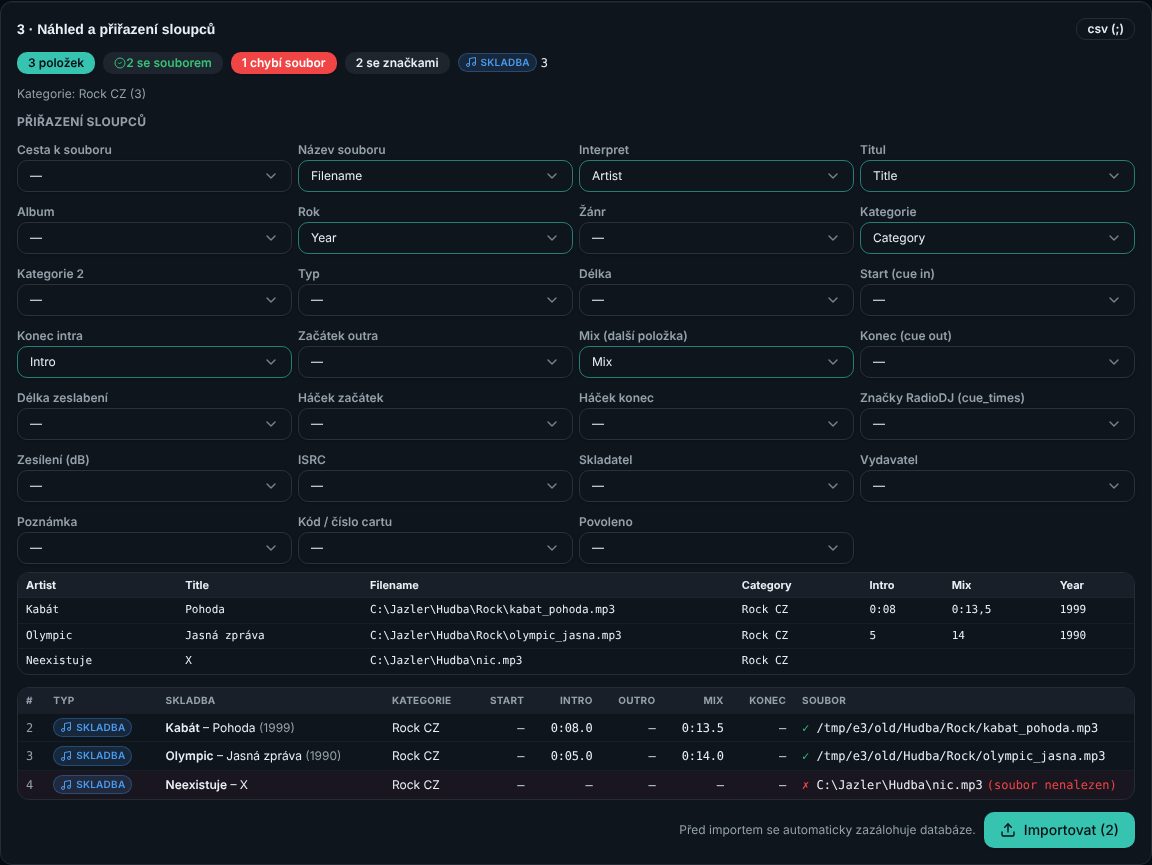 3 · Náhled a přiřazení sloupců csv (;)
3 položek 2 se souborem 1 chybí soubor 2 se značkami SKLADBA 3
Kategorie: Rock CZ (3)
PŘIŘAZENÍ SLOUPCŮ
Cesta k souboru Název souboru Interpret Titul
— Filename Artist Title
Album Rok Žánr Kategorie
— Year — Category
Kategorie 2 Typ Délka Start (cue in)
— — — —
Konec intra Začátek outra Mix (další položka) Konec (cue out)
Intro — Mix —
Délka zeslabení Háček začátek Háček konec Značky RadioDJ (cue_times)
— — — —
Zesílení (dB) ISRC Skladatel Vydavatel
— — — —
Poznámka Kód / číslo cartu Povoleno
— — —
Artist Title Filename Category Intro Mix Year
Kabát Pohoda C:\Jazler\Hudba\Rock\kabat_pohoda.mp3 Rock CZ 0:08 0:13,5 1999
Olympic Jasná zpráva C:\Jazler\Hudba\Rock\olympic_jasna.mp3 Rock CZ 5 14 1990
Neexistuje X C:\Jazler\Hudba\nic.mp3 Rock CZ
# TYP SKLADBA KATEGORIE START INTRO OUTRO MIX KONEC SOUBOR
2 SKLADBA Kabát – Pohoda (1999) Rock CZ — 0:08.0 — 0:13.5 — ✓ /tmp/e3/old/Hudba/Rock/kabat_pohoda.mp3
3 SKLADBA Olympic – Jasná zpráva (1990) Rock CZ — 0:05.0 — 0:14.0 — ✓ /tmp/e3/old/Hudba/Rock/olympic_jasna.mp3
4 SKLADBA Neexistuje – X Rock CZ — — — — — ✗ C:\Jazler\Hudba\nic.mp3 (soubor nenalezen)
Před importem se automaticky zazálohuje databáze. Importovat (2)